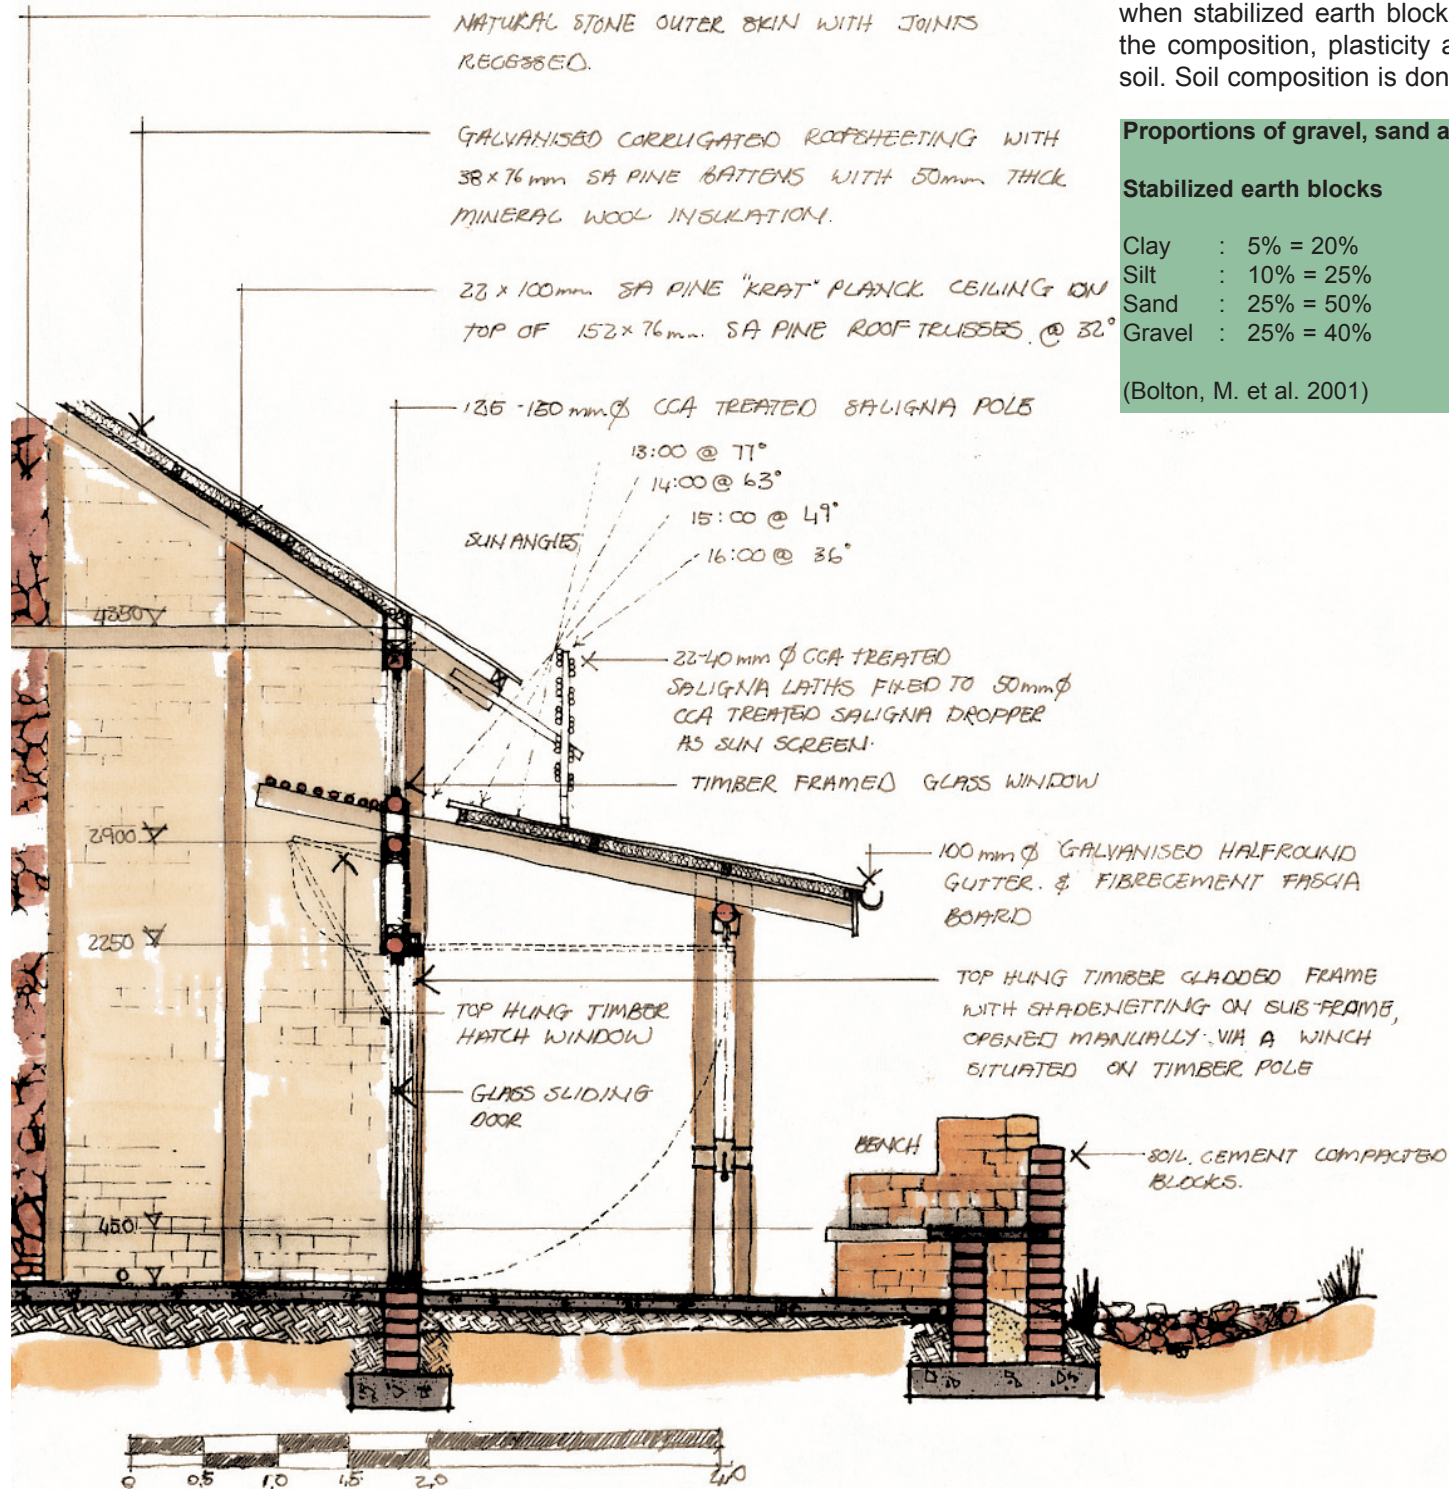 NATURAL STONE OUTER SKIN WITH JOINTS
RECESSED.
GALVANISED CORRUGATED ROOFSHEETING WITH
38 x 76 mm SA PINE BATTENS WITH 50mm THICK
MINERAL WOOL INSULATION.
22 x 100mm SA PINE "KRAT" PLANCK CEILING ON
TOP OF 152 x 76 mm. SA PINE ROOF TRUSSES @ 32°
125 -150 mm Ø CCA TREATED SALIGNA POLE
13:00 @ 77°
14:00 @ 63°
15:00 @ 49°
16:00 @ 36°
SUN ANGLES
22-40 mm Ø CCA TREATED
SALIGNA LATHS FIXED TO 50mm Ø
CCA TREATED SALIGNA DROPPER
AS SUN SCREEN.
TIMBER FRAMED GLASS WINDOW
100 mm Ø GALVANISED HALFROUND
GUTTER. & FIBRECEMENT FASCIA
BOARD
TOP HUNG TIMBER CLADDED FRAME
WITH SHADENETTING ON SUB-FRAME,
OPENED MANUALLY VIA A WINCH
SITUATED ON TIMBER POLE
TOP HUNG TIMBER
HATCH WINDOW
GLASS SLIDING
DOOR
BENCH
SOIL CEMENT COMPACTED
BLOCKS.
4350
2900
2250
450
0
0 0,5 1,0 1,5 2,0 4,0
when stabilized earth block
the composition, plasticity a
soil. Soil composition is don
Proportions of gravel, sand a
Stabilized earth blocks
Clay : 5% = 20%
Silt : 10% = 25%
Sand : 25% = 50%
Gravel : 25% = 40%
(Bolton, M. et al. 2001)